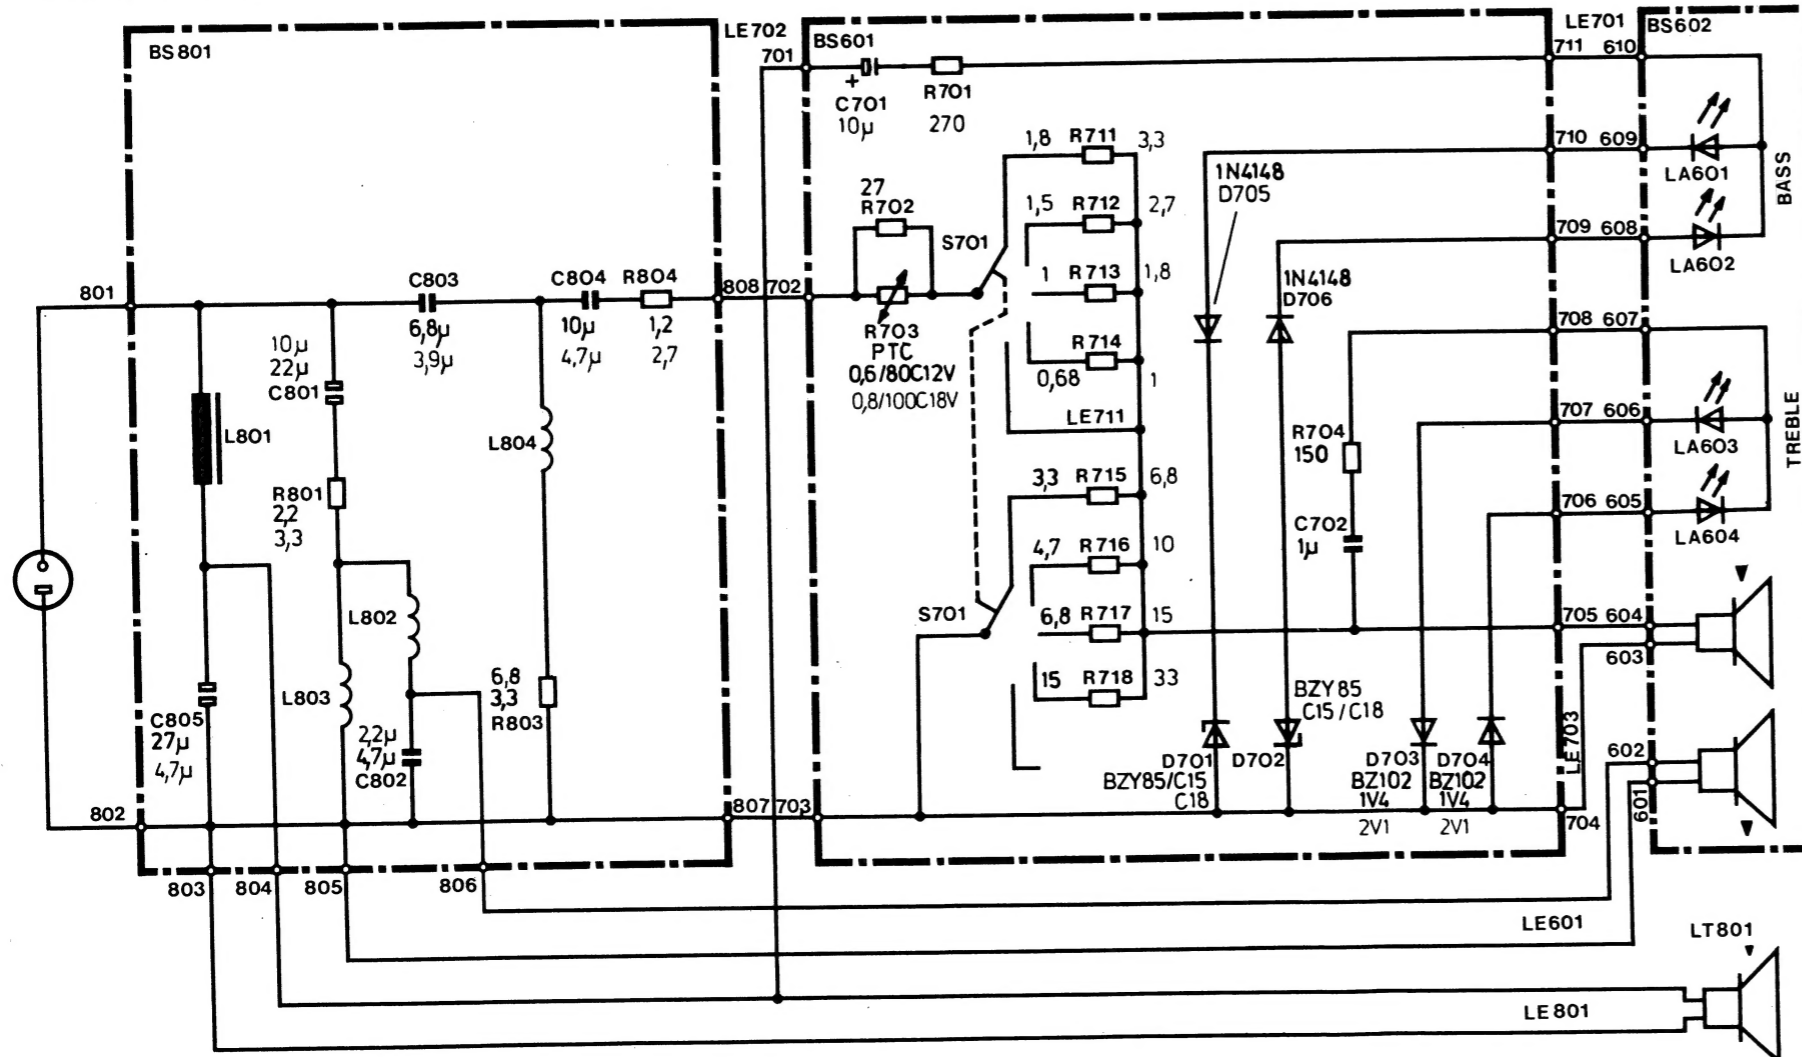 BS801
LE702
701
BS601
+
C701
10µ
R701
270
LE701
711 610
BS602
1,8 R711 3,3
710 609
LA601
BASS
1N4148
D705
27
R702
1,5 R712 2,7
S701
709 608
LA602
1 R713 1,8
1N4148
D706
801
C803
6,8µ
3,9µ
C804
10µ
4,7µ
R804
1,2
2,7
808 702
R703
PTC
0,6/80C12V
0,8/100C18V
R714
0,68
1
708 607
10µ
22µ
C801
LE711
707 606
LA603
TREBLE
L801
L804
R704
150
R715
3,3
6,8
706 605
LA604
R801
2,2
3,3
C702
1µ
4,7 R716 10
L802
S701
6,8 R717 15
705 604
603
L803
6,8
3,3
R803
15 R718 33
BZY85
C15/C18
C805
27µ
4,7µ
2,2µ
4,7µ
C802
D701
BZY85/C15
C18
D702
D703
BZ102
1V4
2V1
D704
BZ102
1V4
2V1
LE703
602
601
802
807 703
704
803
804
805
806
LE601
LT801
LE801